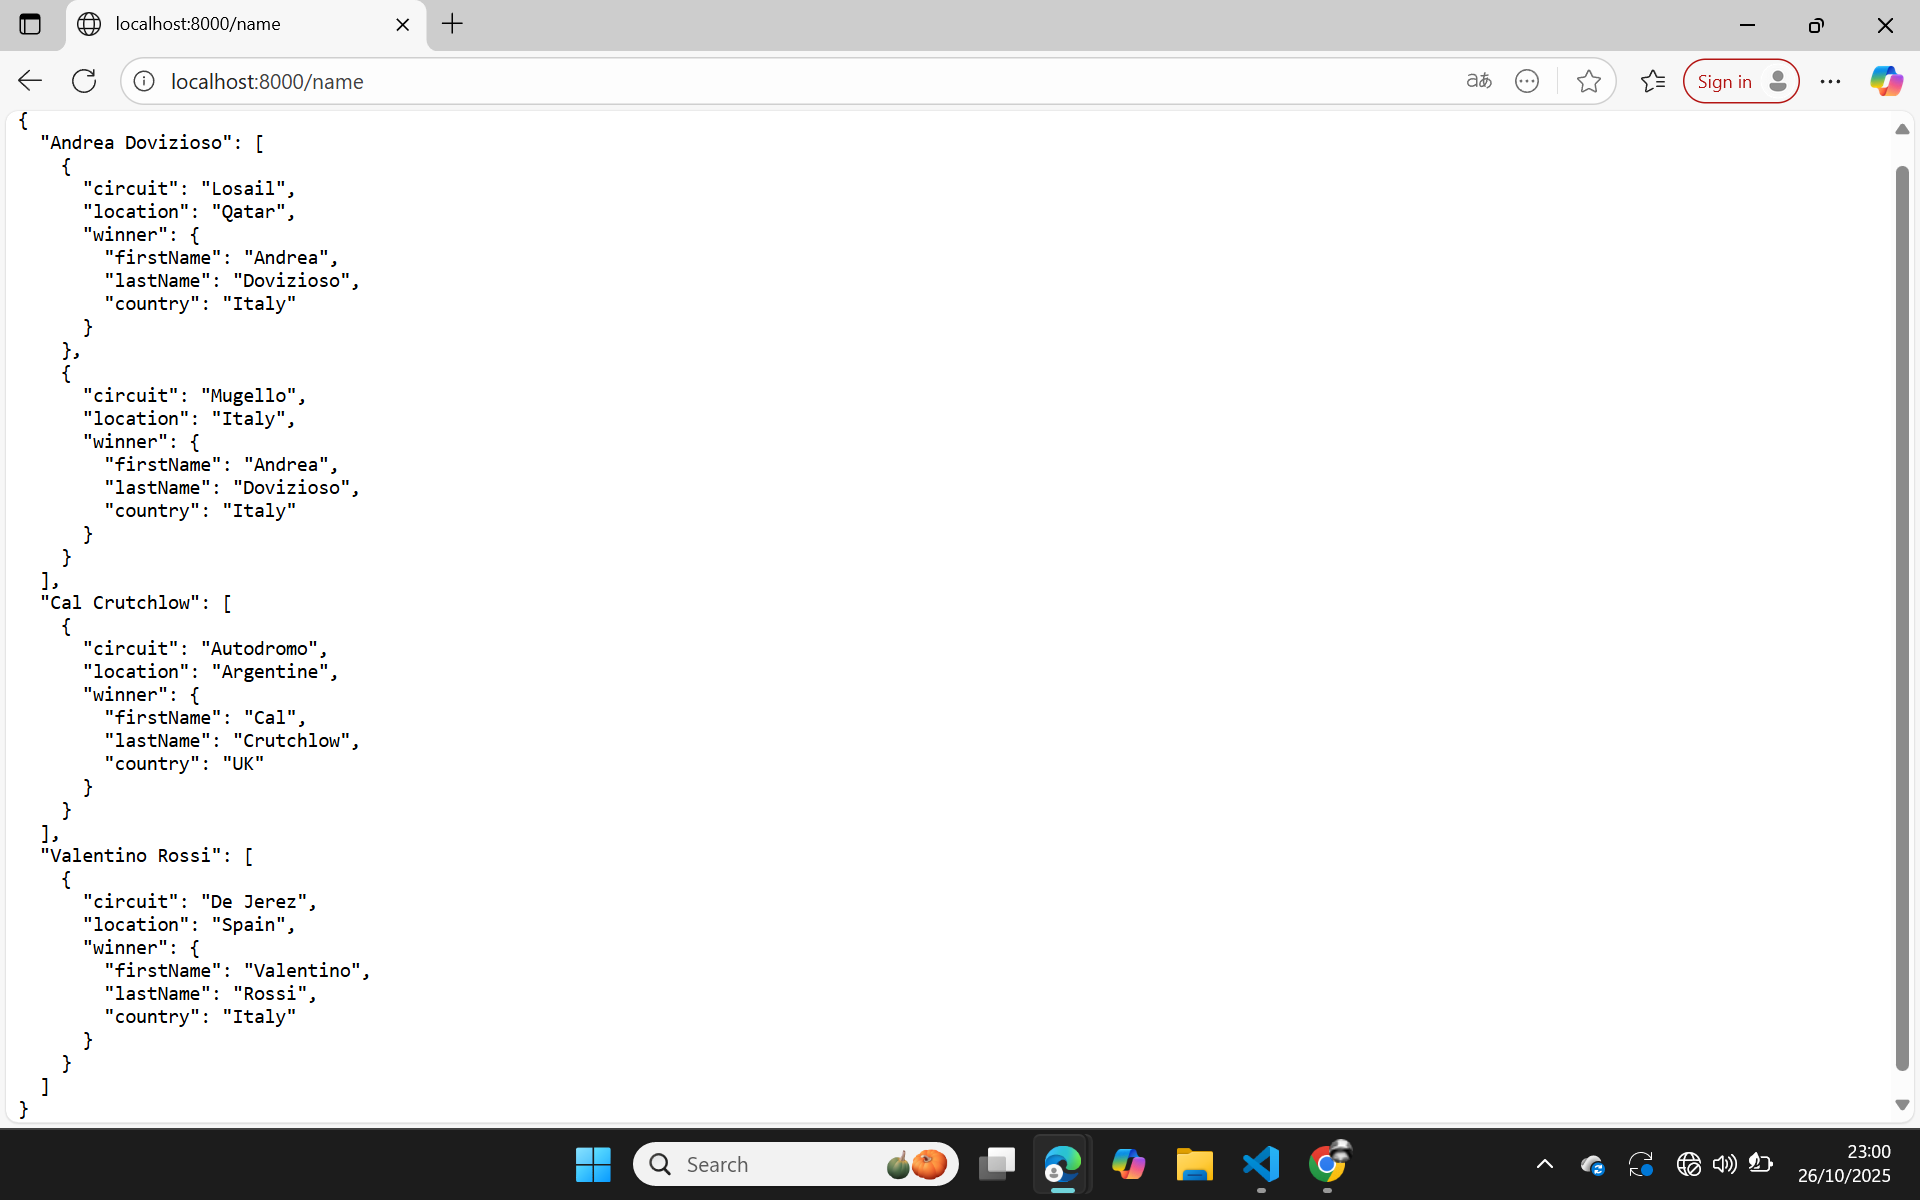 localhost:8000/name
localhost:8000/name
aあ
Sign in
{
  "Andrea Dovizioso": [
    {
      "circuit": "Losail",
      "location": "Qatar",
      "winner": {
        "firstName": "Andrea",
        "lastName": "Dovizioso",
        "country": "Italy"
      }
    },
    {
      "circuit": "Mugello",
      "location": "Italy",
      "winner": {
        "firstName": "Andrea",
        "lastName": "Dovizioso",
        "country": "Italy"
      }
    }
  ],
  "Cal Crutchlow": [
    {
      "circuit": "Autodromo",
      "location": "Argentine",
      "winner": {
        "firstName": "Cal",
        "lastName": "Crutchlow",
        "country": "UK"
      }
    }
  ],
  "Valentino Rossi": [
    {
      "circuit": "De Jerez",
      "location": "Spain",
      "winner": {
        "firstName": "Valentino",
        "lastName": "Rossi",
        "country": "Italy"
      }
    }
  ]
}
Search
23:00
26/10/2025